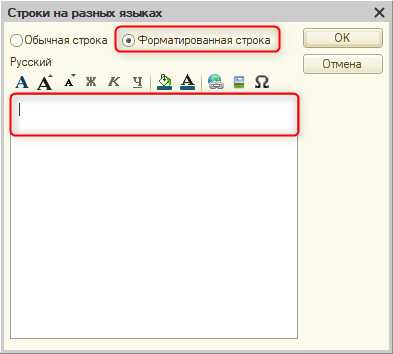 Строки на разных языках
Обычная строка Форматированная строка OK
Русский Отмена
А А А Ж К Ч А Ω